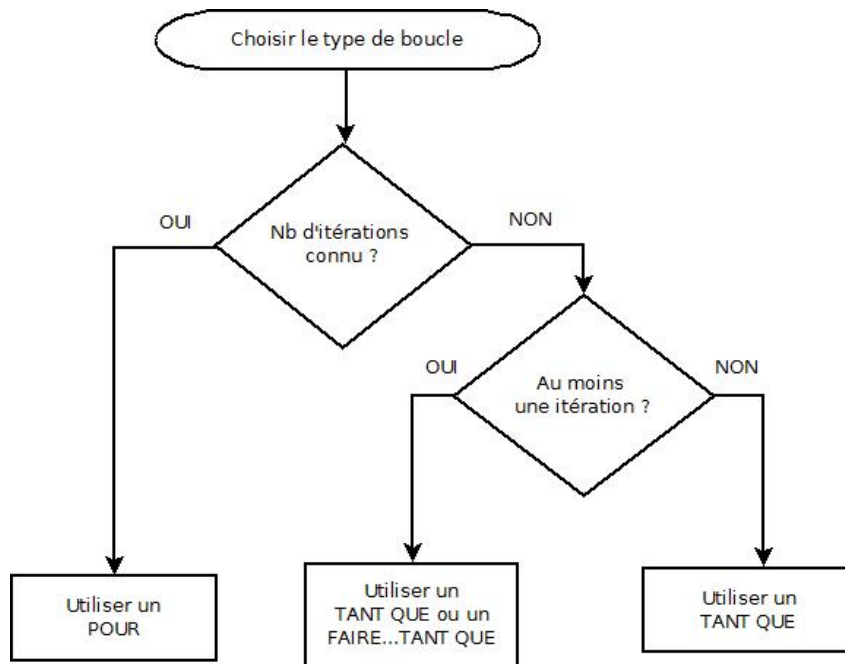 Choisir le type de boucle
OUI
NON
Nb d'itérations
connu ?
OUI
NON
Au moins
une itération ?
Utiliser un
POUR
Utiliser un
TANT QUE ou un
FAIRE...TANT QUE
Utiliser un
TANT QUE